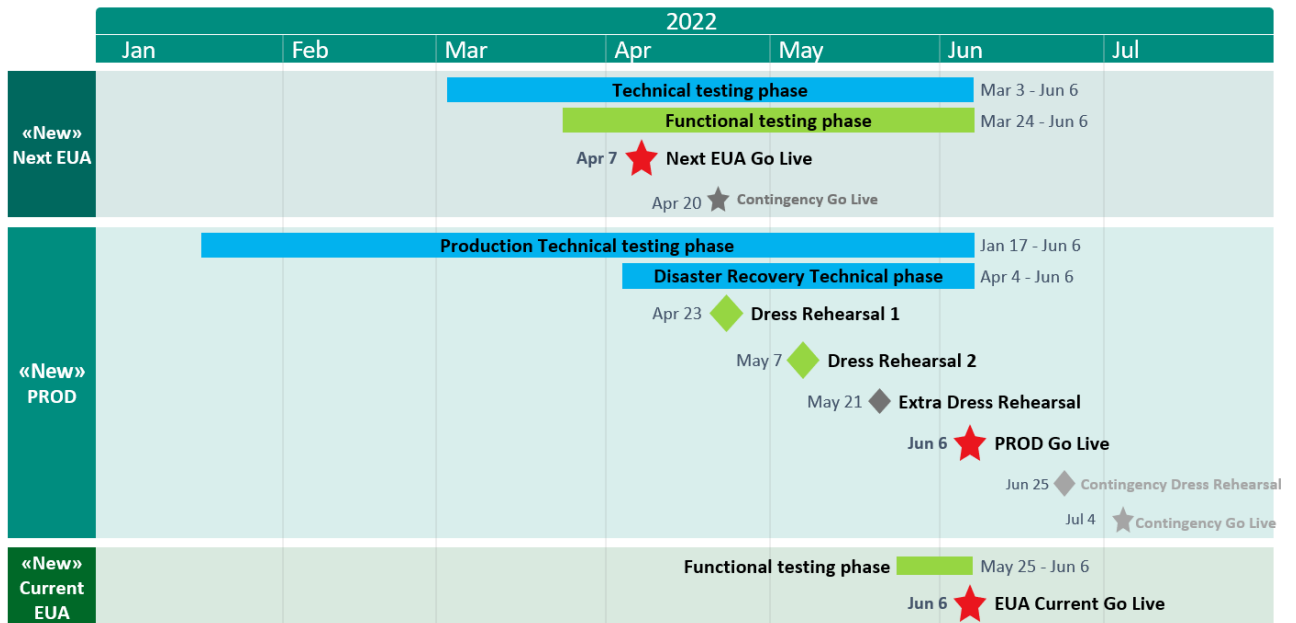 2022
Jan Feb Mar Apr May Jun Jul
«New»
Next EUA
Technical testing phase Mar 3 - Jun 6
Functional testing phase Mar 24 - Jun 6
Apr 7 Next EUA Go Live
Apr 20 Contingency Go Live
«New»
PROD
Production Technical testing phase Jan 17 - Jun 6
Disaster Recovery Technical phase Apr 4 - Jun 6
Apr 23 Dress Rehearsal 1
May 7 Dress Rehearsal 2
May 21 Extra Dress Rehearsal
Jun 6 PROD Go Live
Jun 25 Contingency Dress Rehearsal
Jul 4 Contingency Go Live
«New»
Current
EUA
Functional testing phase May 25 - Jun 6
Jun 6 EUA Current Go Live